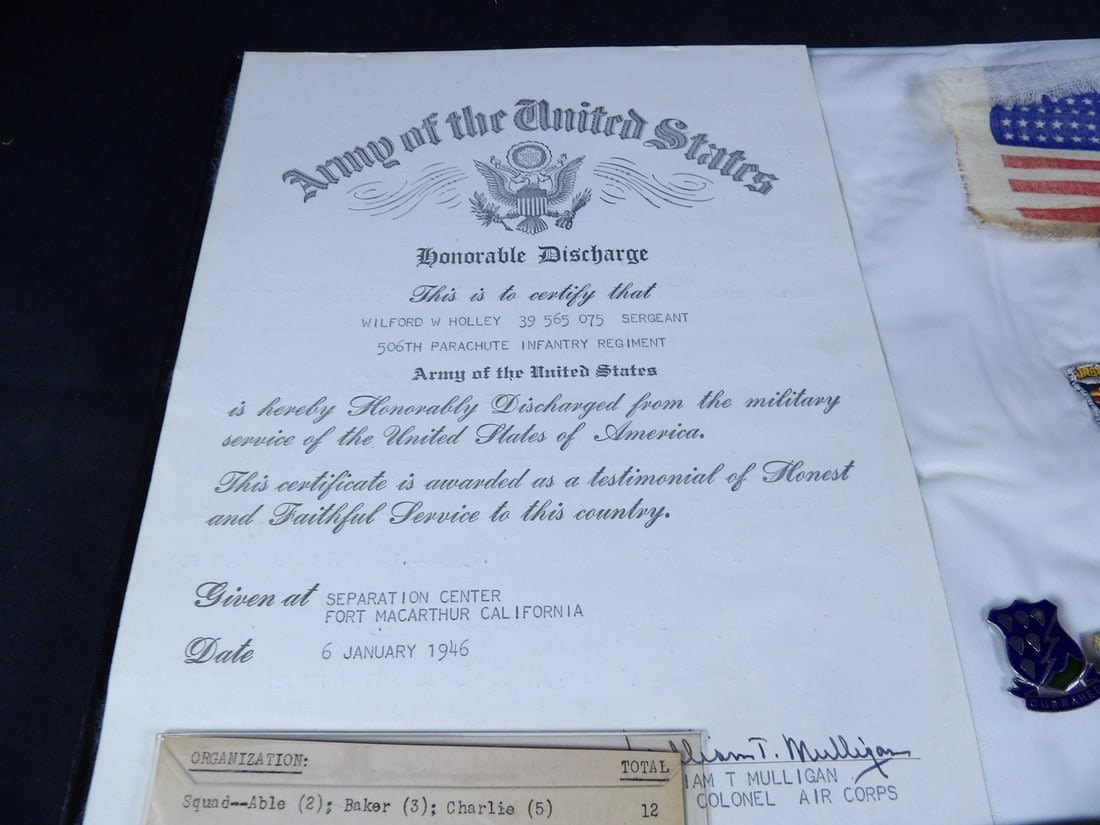 Army of the United States
Honorable Discharge
This is to certify that
WILFORD W HOLLEY 39 565 075 SERGEANT
506TH PARACHUTE INFANTRY REGIMENT
Army of the United States
is hereby Honorably Discharged from the military
service of the United States of America.
This certificate is awarded as a testimonial of Honest
and Faithful Service to this country.
Given at SEPARATION CENTER
FORT MACARTHUR CALIFORNIA
Date 6 JANUARY 1946
William T. Mulligan
IAM T MULLIGAN
COLONEL AIR CORPS
ORGANIZATION: TOTAL
Squad--Able (2); Baker (3); Charlie (5) 12